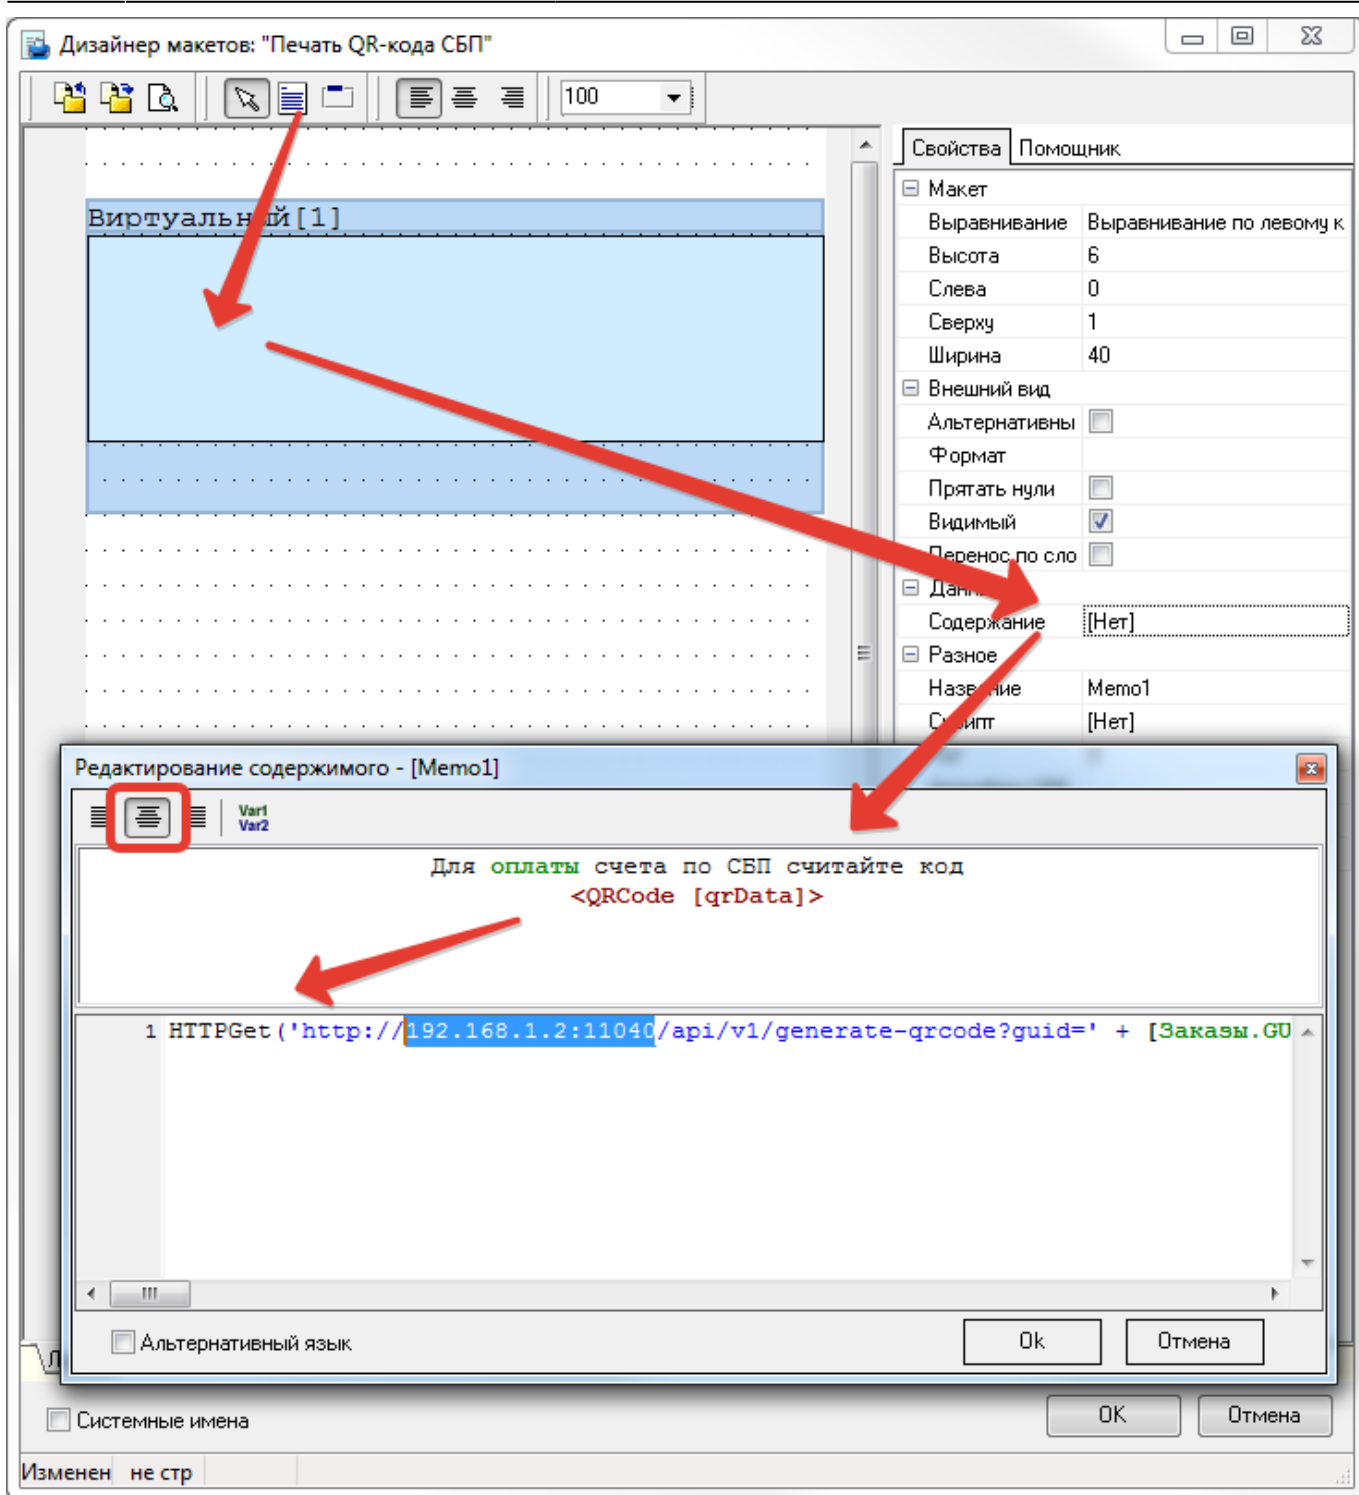 Дизайнер макетов: "Печать QR-кода СБП"
100
Свойства Помощник
Макет
Виртуальный[1]
Выравнивание Выравнивание по левому к
Высота 6
Слева 0
Сверху 1
Ширина 40
Внешний вид
Альтернативны
Формат
Прятать нули
Видимый
Перенос по сло
Содержание [Нет]
Разное
Название Memo1
Скрипт [Нет]
Редактирование содержимого - [Memo1]
Var1
Var2
Для оплаты счета по СБП считайте код
<QRCode [qrData]>
1 HTTPGet('http://192.168.1.2:11040/api/v1/generate-qrcode?guid=' + [Заказы.GU
Альтернативный язык
Ok Отмена
Системные имена
OK Отмена
Изменен не стр